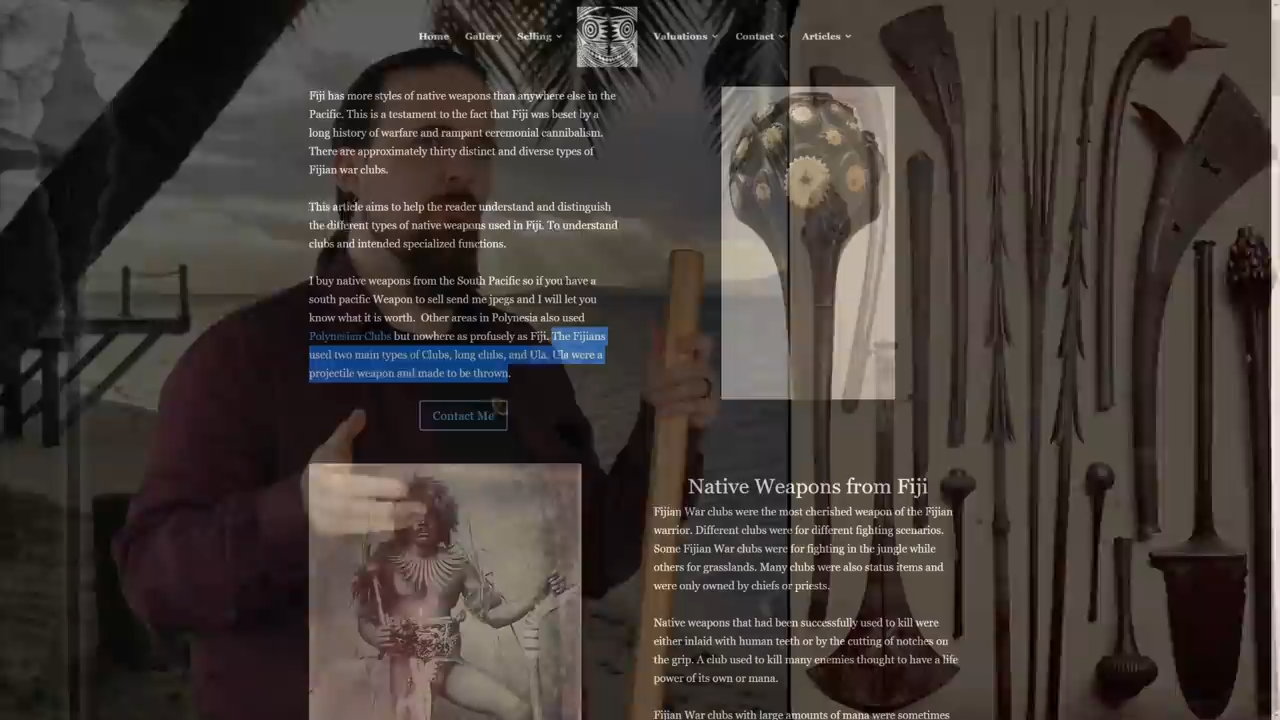 Home Gallery Selling Valuations Contact Articles
Fiji has more styles of native weapons than anywhere else in the
Pacific. This is a testament to the fact that Fiji was beset by a
long history of warfare and rampant ceremonial cannibalism.
There are approximately thirty distinct and diverse types of
Fijian war clubs.
This article aims to help the reader understand and distinguish
the different types of native weapons used in Fiji. To understand
clubs and intended specialized functions.
I buy native weapons from the South Pacific so if you have a
south pacific Weapon to sell send me jpegs and I will let you
know what it is worth. Other areas in Polynesia also used
Polynesian Clubs but nowhere as profusely as Fiji. The Fijians
used two main types of Clubs, long clubs, and Ula. Ula were a
projectile weapon and made to be thrown.
Contact Me
Native Weapons from Fiji
Fijian War clubs were the most cherished weapon of the Fijian
warrior. Different clubs were for different fighting scenarios.
Some Fijian War clubs were for fighting in the jungle while
others for grasslands. Many clubs were also status items and
were only owned by chiefs or priests.
Native weapons that had been successfully used to kill were
either inlaid with human teeth or by the cutting of notches on
the grip. A club used to kill many enemies thought to have a life
power of its own or mana.
Fijian War clubs with large amounts of mana were sometimes